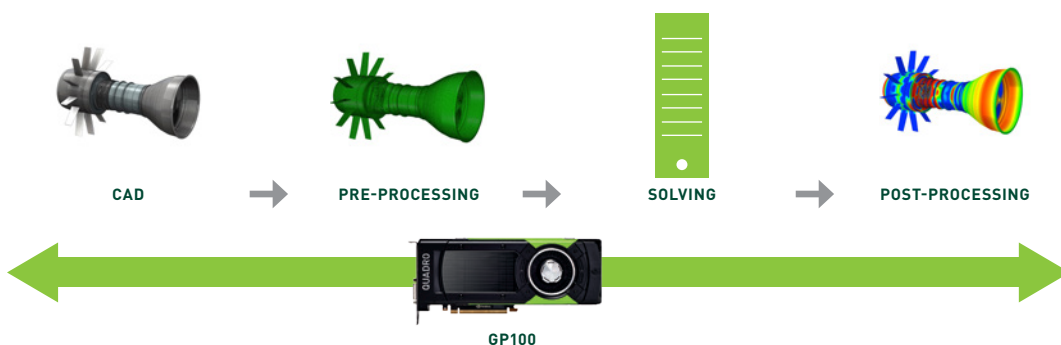 CAD
PRE-PROCESSING
SOLVING
POST-PROCESSING
QUADRO
GP100